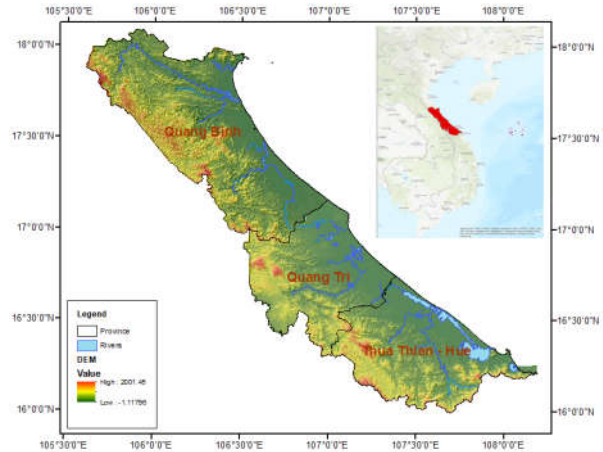 105°30'0"E 106°0'0"E 106°30'0"E 107°0'0"E 107°30'0"E 108°0'0"E
18°0'0"N 18°0'0"N
17°30'0"N 17°30'0"N
17°0'0"N 17°0'0"N
16°30'0"N 16°30'0"N
16°0'0"N 16°0'0"N
Quang Binh
Quang Tri
Thua Thien - Hue
Legend
Province
Rivers
DEM
Value
High : 2001.46
Low : -1.11798
105°30'0"E 106°0'0"E 106°30'0"E 107°0'0"E 107°30'0"E 108°0'0"E